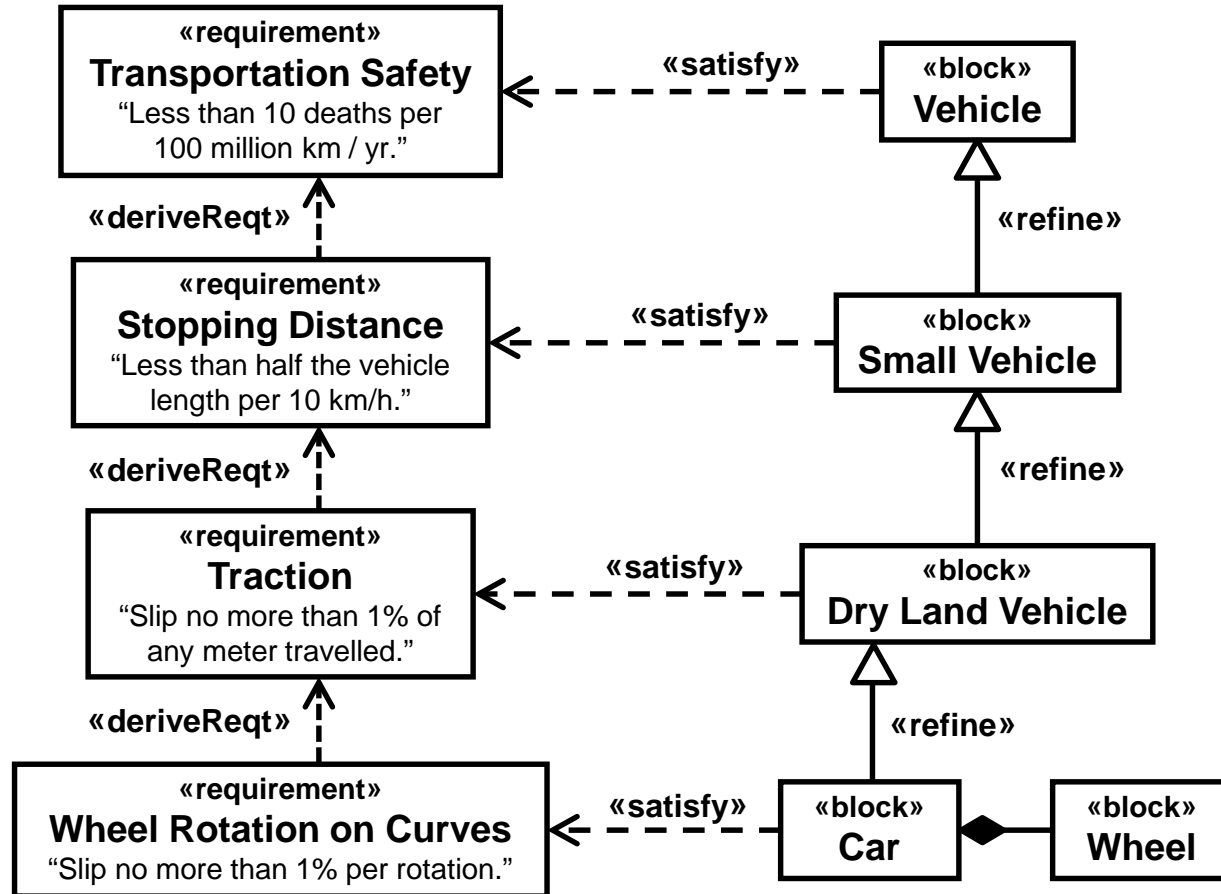 «requirement»
Transportation Safety
“Less than 10 deaths per
100 million km / yr.”
«satisfy»
«block»
Vehicle
«deriveReqt»
«refine»
«requirement»
Stopping Distance
“Less than half the vehicle
length per 10 km/h.”
«satisfy»
«block»
Small Vehicle
«deriveReqt»
«refine»
«requirement»
Traction
“Slip no more than 1% of
any meter travelled.”
«satisfy»
«block»
Dry Land Vehicle
«deriveReqt»
«refine»
«requirement»
Wheel Rotation on Curves
“Slip no more than 1% per rotation.”
«satisfy»
«block»
Car
«block»
Wheel